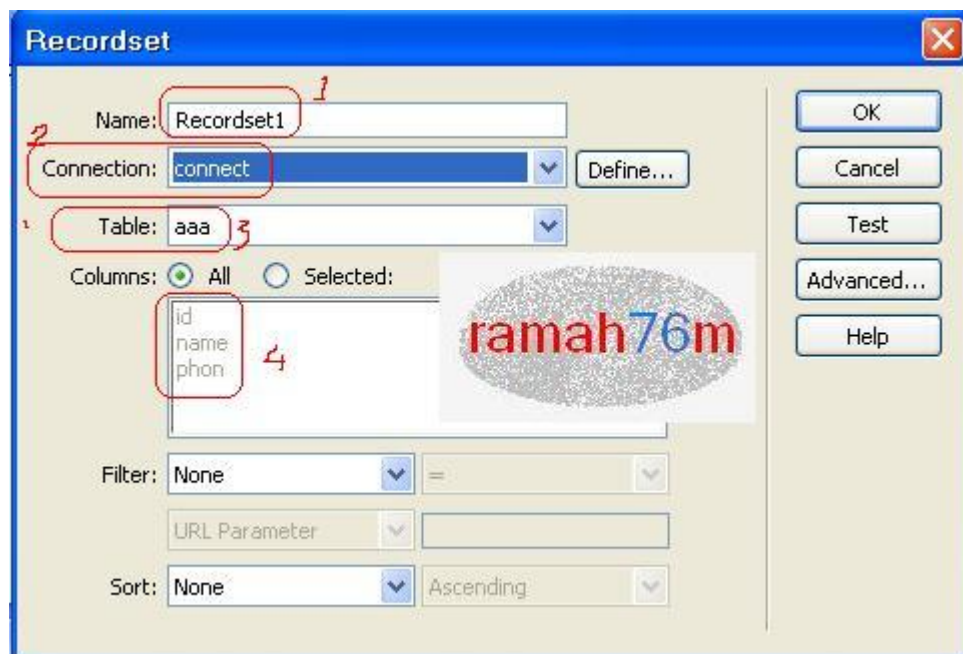 Recordset
1
Name: Recordset1
OK
2
Connection: connect Define... Cancel
Table: aaa 3 Test
Columns: All Selected: Advanced...
id
name
phon
4
ramah76m
Help
Filter: None =
URL Parameter
Sort: None Ascending